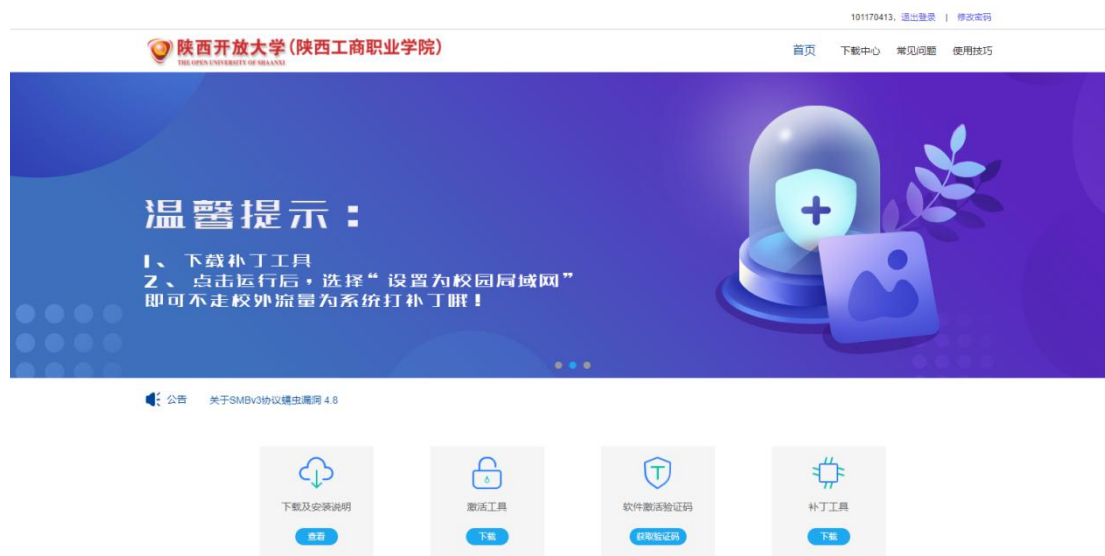 101170413, 退出登录 | 修改密码
陕西开放大学(陕西工商职业学院)
THE OPEN UNIVERSITY OF SHAANXI
首页 下载中心 常见问题 使用技巧
温馨提示：
1、 下载补丁工具
2、 点击运行后，选择“设置为校园局域网”
即可不走校外流量为系统打补丁哦！
公告 关于SMBv3协议蠕虫漏洞 4.8
下载及安装说明 激活工具 软件激活验证码 补丁工具
查看 下载 获取验证码 下载